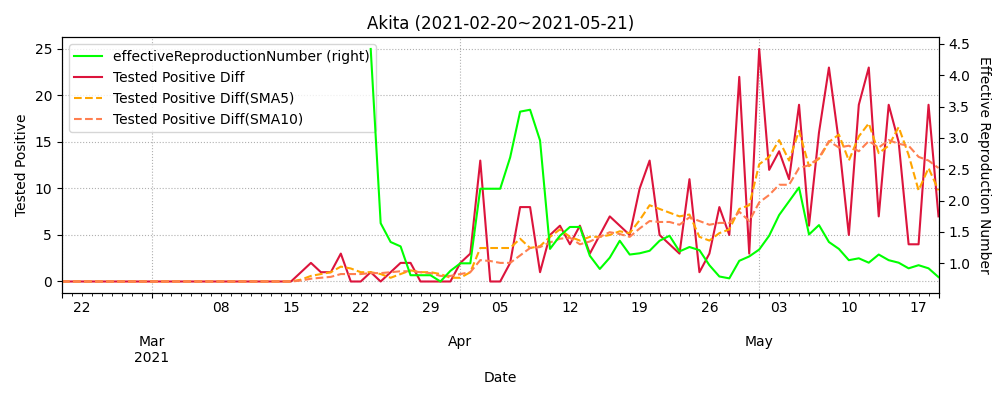 Akita (2021-02-20~2021-05-21)
effectiveReproductionNumber (right)
Tested Positive Diff
Tested Positive Diff(SMA5)
Tested Positive Diff(SMA10)
Tested Positive
25
20
15
10
5
0
Effective Reproduction Number
4.5
4.0
3.5
3.0
2.5
2.0
1.5
1.0
22 08 15 22 29 05 12 19 26 03 10 17
Mar Apr May
2021
Date